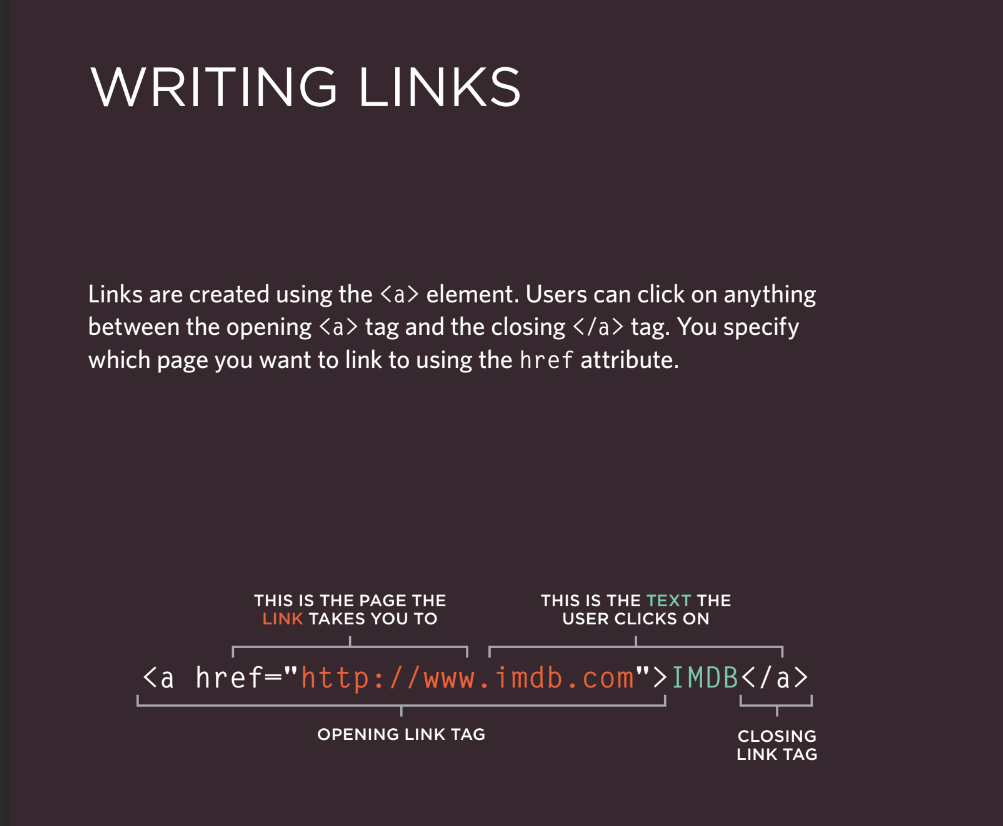 WRITING LINKS
Links are created using the <a> element. Users can click on anything
between the opening <a> tag and the closing </a> tag. You specify
which page you want to link to using the href attribute.
THIS IS THE PAGE THE
LINK TAKES YOU TO
THIS IS THE TEXT THE
USER CLICKS ON
<a href="http://www.imdb.com">IMDB</a>
OPENING LINK TAG
CLOSING
LINK TAG